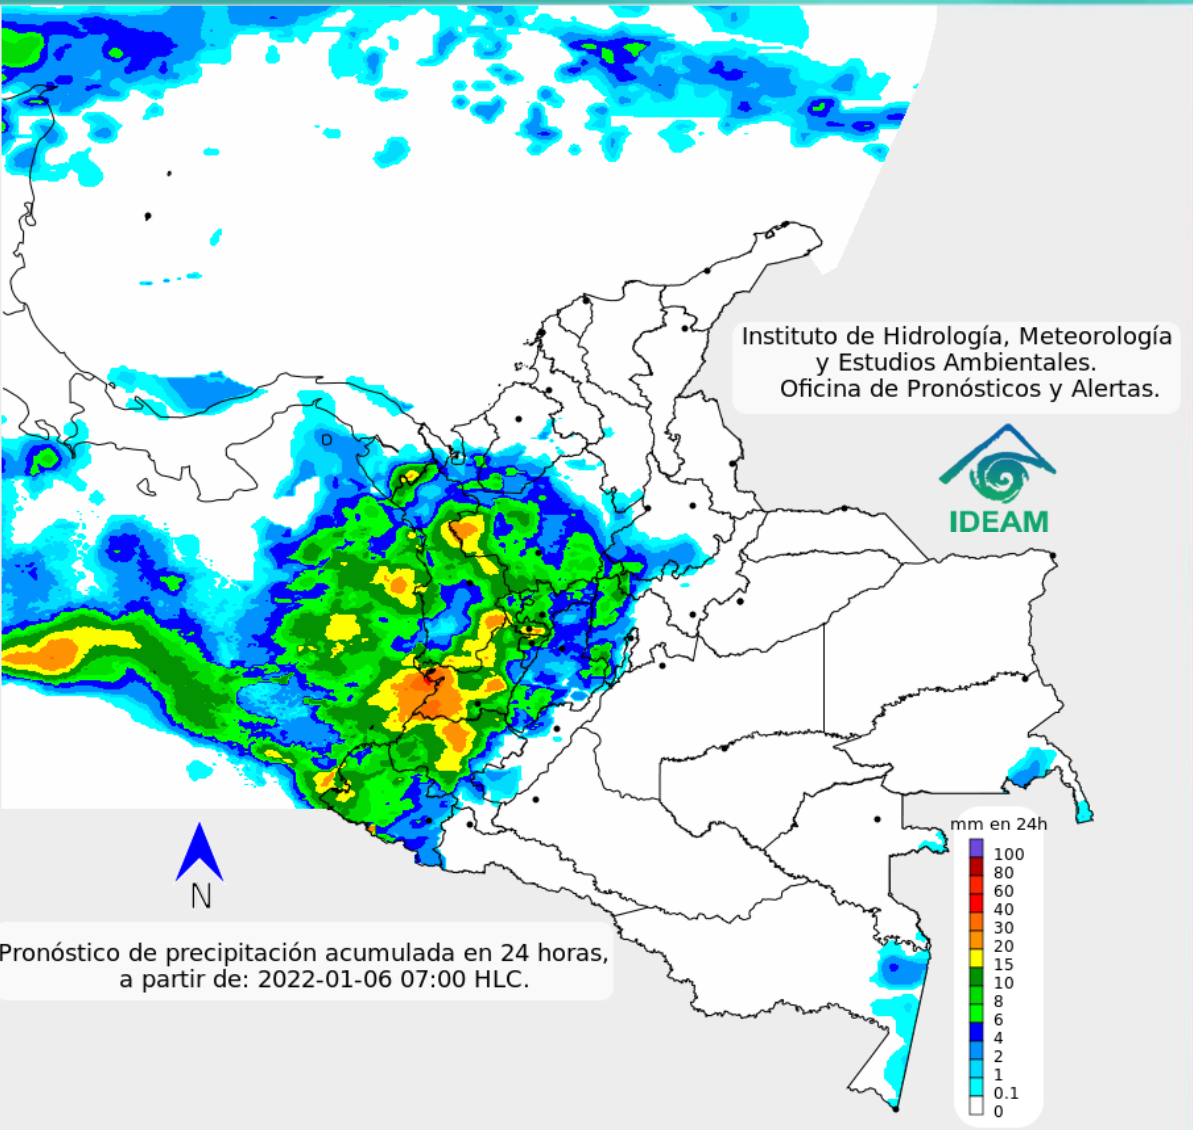 Instituto de Hidrología, Meteorología
y Estudios Ambientales.
Oficina de Pronósticos y Alertas.
IDEAM
mm en 24h
100
80
60
40
30
20
15
10
8
6
4
2
1
0.1
0
N
Pronóstico de precipitación acumulada en 24 horas,
a partir de: 2022-01-06 07:00 HLC.